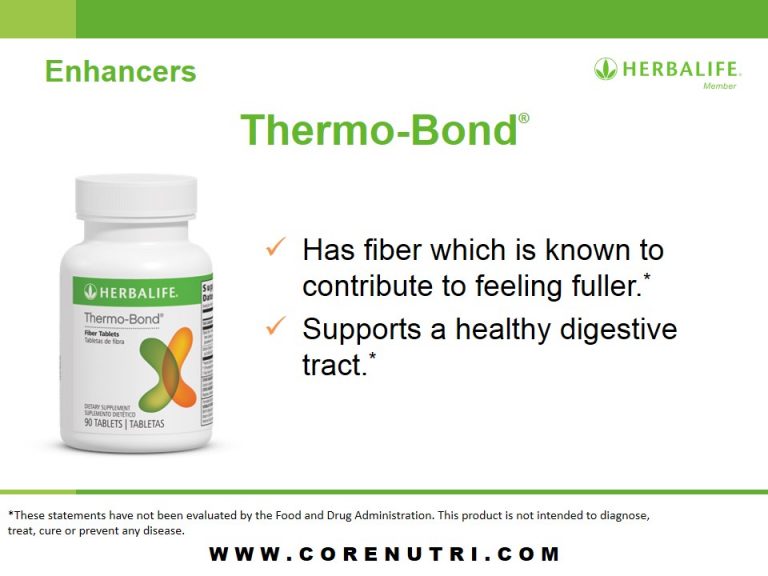 Enhancers
HERBALIFE.
Member
Thermo-Bond®
✓ Has fiber which is known to
contribute to feeling fuller.*
✓ Supports a healthy digestive
tract.*
HERBALIFE.
Thermo-Bond®
Fiber Tablets
Tabletas de fibra
DIETARY SUPPLEMENT
SUPLEMENTO DIETÉTICO
90 TABLETS | TABLETAS
*These statements have not been evaluated by the Food and Drug Administration. This product is not intended to diagnose,
treat, cure or prevent any disease.
WWW.CORENUTRI.COM